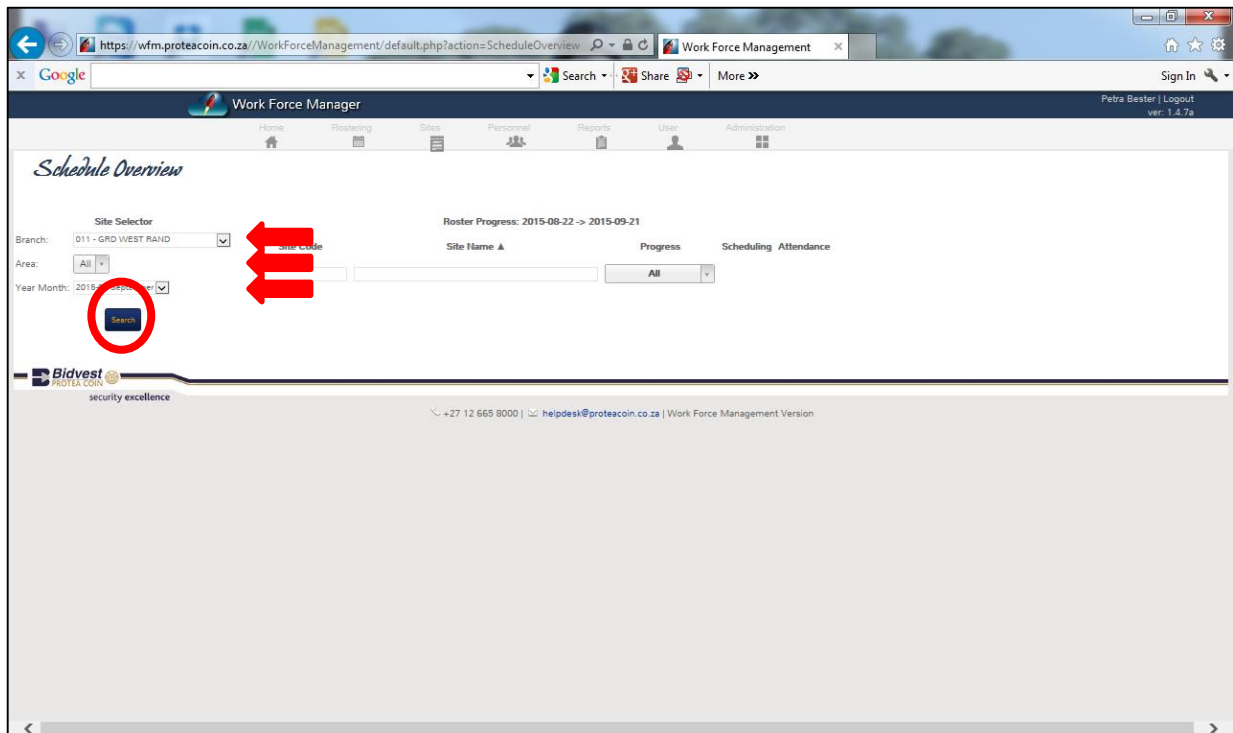 https://wfm.proteacoin.co.za//WorkForceManagement/default.php?action=ScheduleOverview Work Force Management
x Google Search Share More » Sign In
Work Force Manager
Petra Bester | Logout
ver: 1.4.7a
Home Rostering Sites Personnel Reports User Administration
Schedule Overview
Site Selector
Roster Progress: 2015-08-22 -> 2015-09-21
Branch: 011 - GRD WEST RAND
Site Code Site Name ▲ Progress Scheduling Attendance
Area: All
All
Year Month:
Search
Bidvest
PROTEA COIN
security excellence
+27 12 665 8000 | helpdesk@proteacoin.co.za | Work Force Management Version